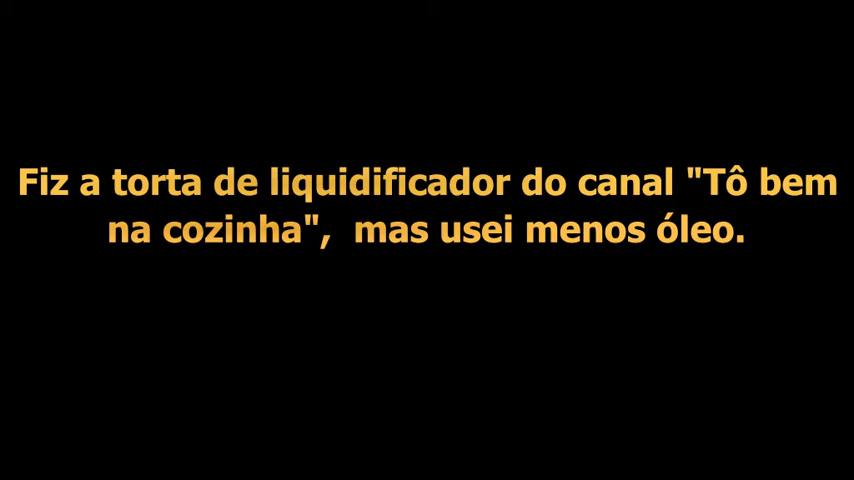 Fiz a torta de liquidificador do canal "Tô bem
na cozinha",  mas usei menos óleo.